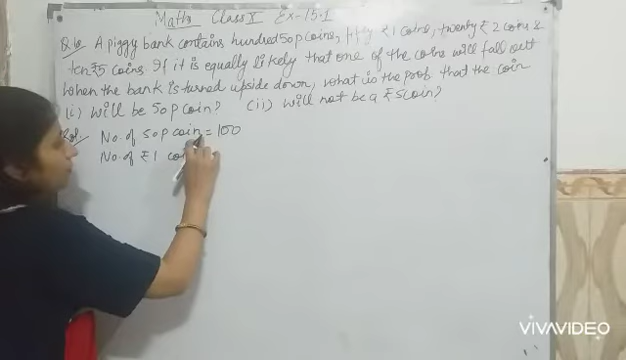 Maths Class X Ex-15.1
Q.6 A piggy bank contains hundred 50p coins, fifty ₹1 coins, twenty ₹2 coins &
ten ₹5 coins. If it is equally likely that one of the coins will fall out
when the bank is turned upside down, what is the prob that the coin
(i) will be 50p coin? (ii) will not be a ₹5 coin?
Sol. No. of 50p coin = 100
No. of ₹1 co
VIVAVIDEO